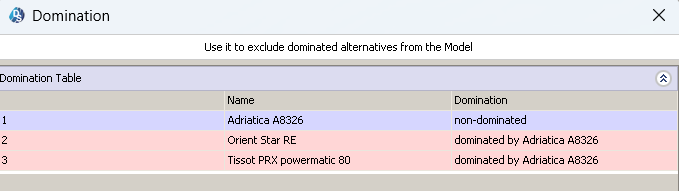 Domination
Use it to exclude dominated alternatives from the Model
Domination Table
Name Domination
1 Adriatica A8326 non-dominated
2 Orient Star RE dominated by Adriatica A8326
3 Tissot PRX powermatic 80 dominated by Adriatica A8326